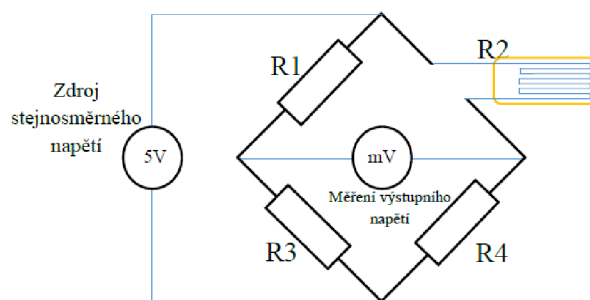 R1
R2
Zdroj
stejnosměrného
napětí
5V
mV
Měření výstupního
napětí
R3
R4